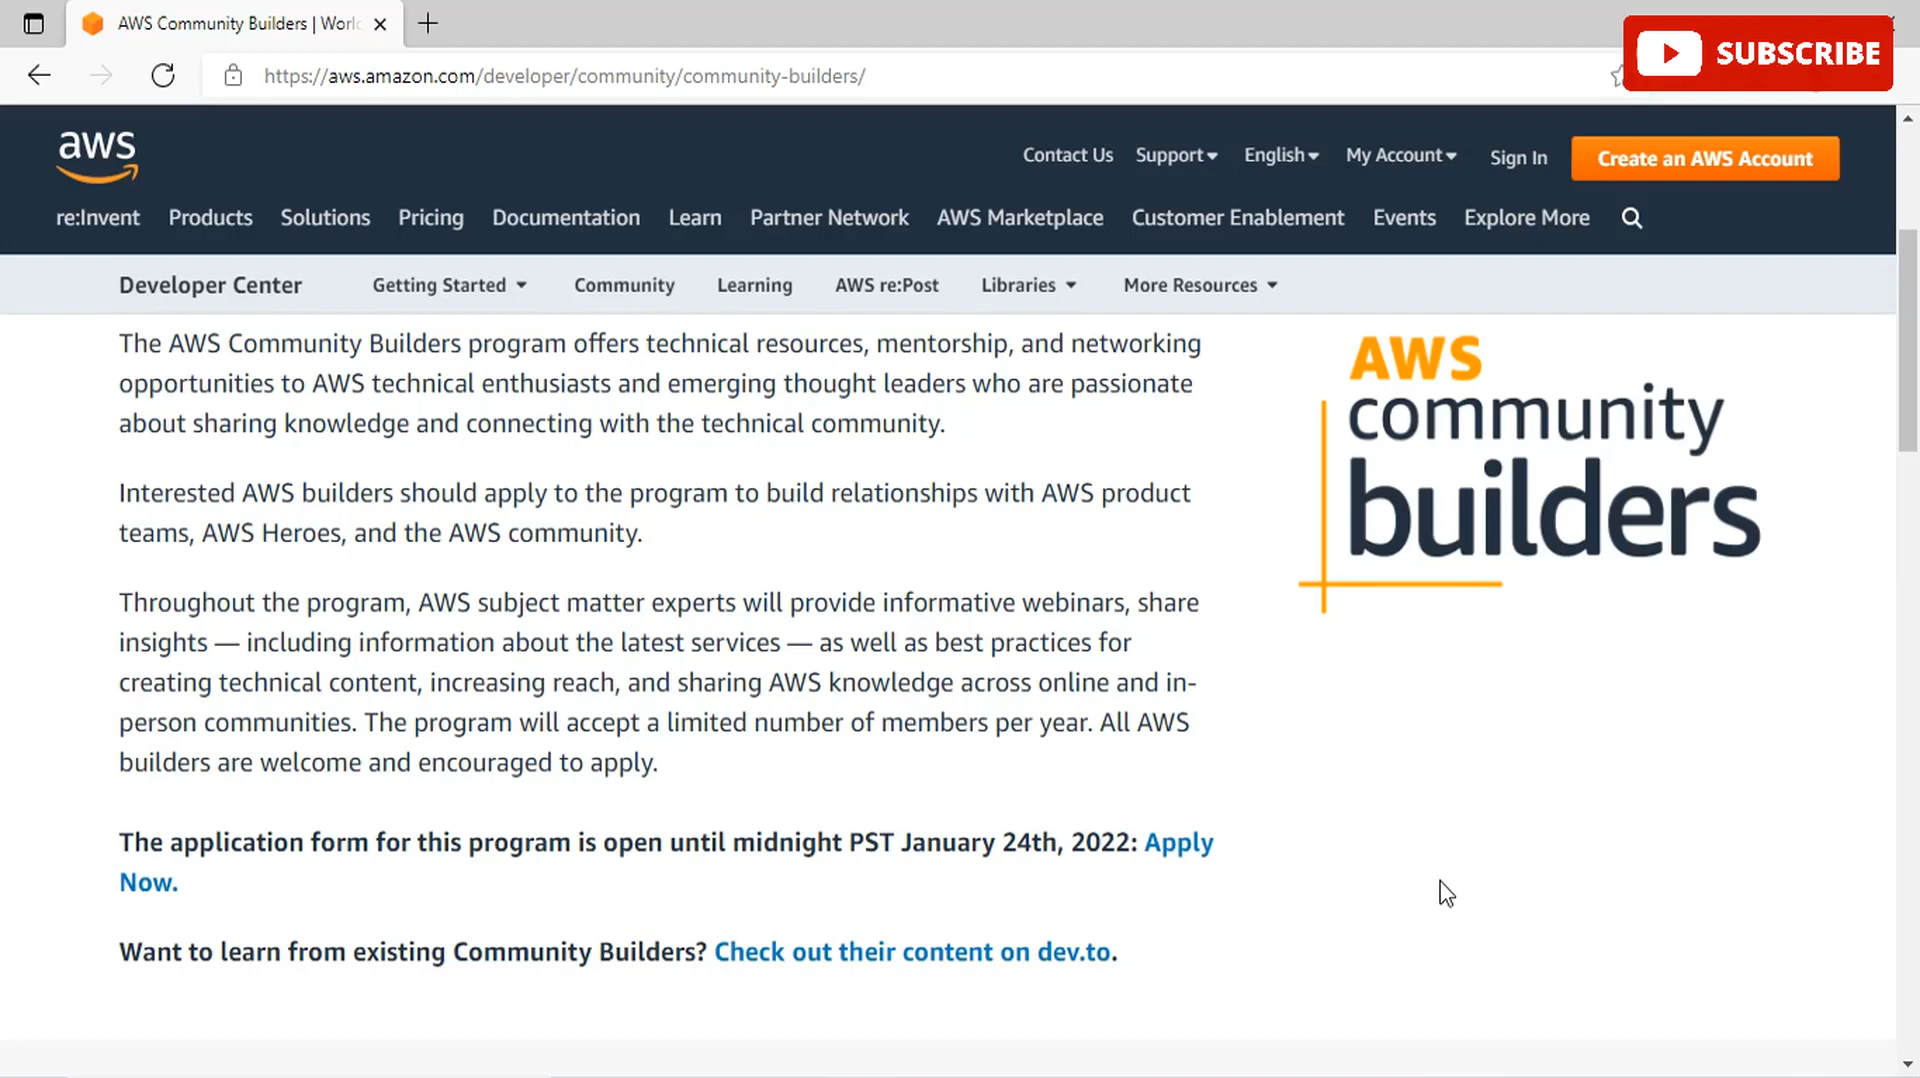 AWS Community Builders | Worl
https://aws.amazon.com/developer/community/community-builders/
SUBSCRIBE
aws
Contact Us Support English My Account Sign In Create an AWS Account
re:Invent Products Solutions Pricing Documentation Learn Partner Network AWS Marketplace Customer Enablement Events Explore More
Developer Center Getting Started Community Learning AWS re:Post Libraries More Resources
The AWS Community Builders program offers technical resources, mentorship, and networking
opportunities to AWS technical enthusiasts and emerging thought leaders who are passionate
about sharing knowledge and connecting with the technical community.
Interested AWS builders should apply to the program to build relationships with AWS product
teams, AWS Heroes, and the AWS community.
Throughout the program, AWS subject matter experts will provide informative webinars, share
insights — including information about the latest services — as well as best practices for
creating technical content, increasing reach, and sharing AWS knowledge across online and in-
person communities. The program will accept a limited number of members per year. All AWS
builders are welcome and encouraged to apply.
The application form for this program is open until midnight PST January 24th, 2022: Apply
Now.
Want to learn from existing Community Builders? Check out their content on dev.to.
AWS
community
builders